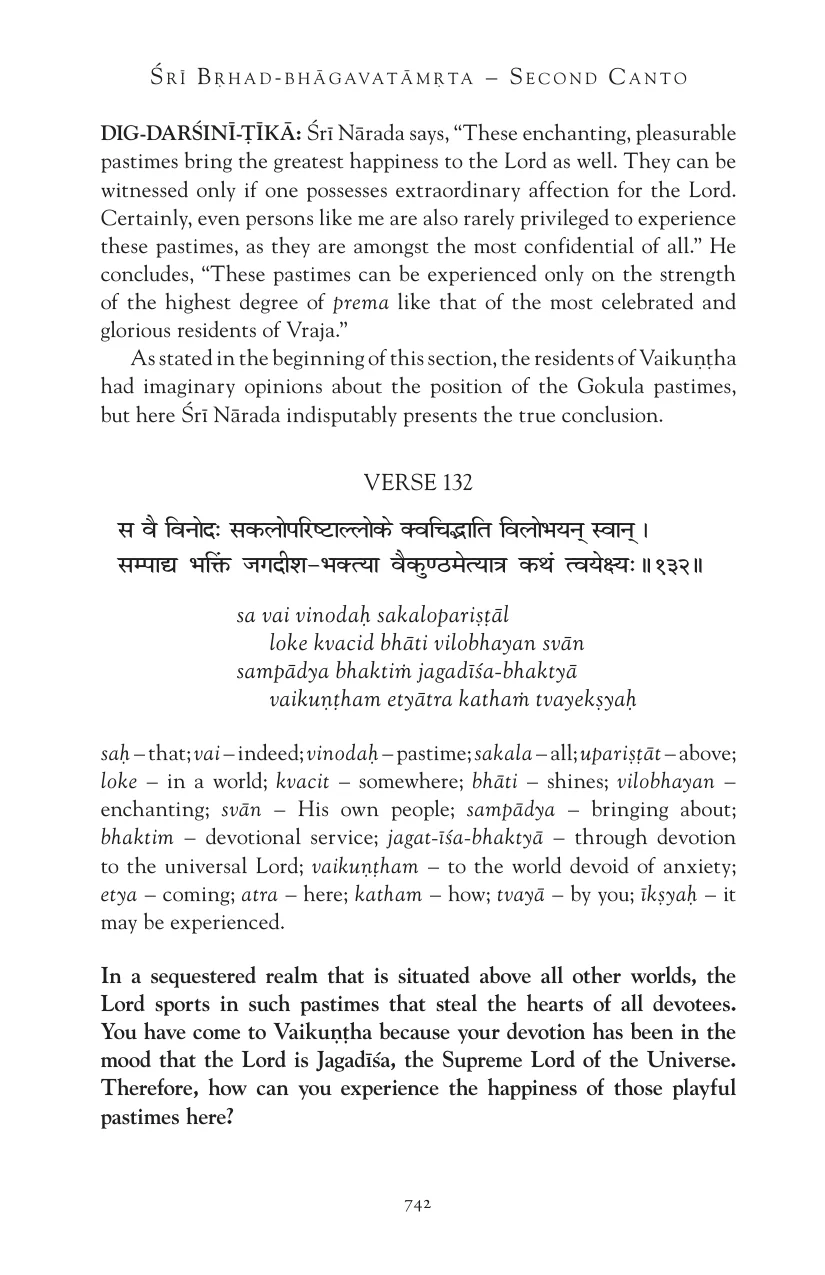 Śrī Bṛhad-bhāgavatāmṛta – Second Canto
DIG-DARŚINĪ-ṬĪKĀ: Śrī Nārada says, “These enchanting, pleasurable
pastimes bring the greatest happiness to the Lord as well. They can be
witnessed only if one possesses extraordinary affection for the Lord.
Certainly, even persons like me are also rarely privileged to experience
these pastimes, as they are amongst the most confidential of all.” He
concludes, “These pastimes can be experienced only on the strength
of the highest degree of prema like that of the most celebrated and
glorious residents of Vraja.”
As stated in the beginning of this section, the residents of Vaikuṇṭha
had imaginary opinions about the position of the Gokula pastimes,
but here Śrī Nārada indisputably presents the true conclusion.
VERSE 132
स वै विनोदः सकलोपरिष्टाल्लोके क्वचिद्भाति विलोभयन् स्वान् ।
सम्पाद्य भक्तिं जगदीश-भक्त्या वैकुण्ठमेत्यात्र कथं त्वयेक्ष्यः ॥ १३२ ॥
sa vai vinodaḥ sakalopariṣṭāl
loke kvacid bhāti vilobhayan svān
sampādya bhaktiṁ jagadīśa-bhaktyā
vaikuṇṭham etyātra kathaṁ tvayekṣyaḥ
saḥ – that; vai – indeed; vinodaḥ – pastime; sakala – all; upariṣṭāt – above;
loke – in a world; kvacit – somewhere; bhāti – shines; vilobhayan –
enchanting; svān – His own people; sampādya – bringing about;
bhaktim – devotional service; jagat-īśa-bhaktyā – through devotion
to the universal Lord; vaikuṇṭham – to the world devoid of anxiety;
etya – coming; atra – here; katham – how; tvayā – by you; īkṣyaḥ – it
may be experienced.
In a sequestered realm that is situated above all other worlds, the
Lord sports in such pastimes that steal the hearts of all devotees.
You have come to Vaikuṇṭha because your devotion has been in the
mood that the Lord is Jagadīśa, the Supreme Lord of the Universe.
Therefore, how can you experience the happiness of those playful
pastimes here?
742